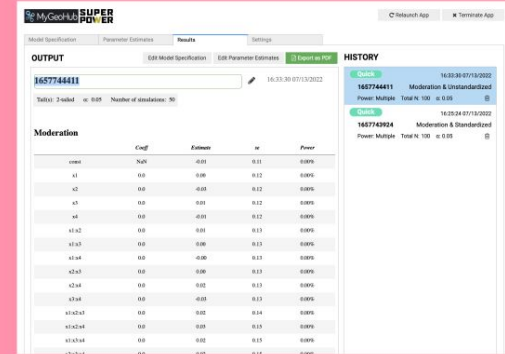 MyGeoHub SUPER POWER
Relaunch App
Terminate App
Model Specification
Parameter Estimates
Results
Settings
OUTPUT
Edit Model Specification
Edit Parameter Estimates
Export as PDF
1657744411
16:33:30 07/13/2022
Tail(s): 2-tailed α: 0.05 Number of simulations: 50
Moderation
Coeff Estimate se Power
const NaN -0.01 0.11 0.00%
x1 0.0 0.00 0.12 0.00%
x2 0.0 -0.03 0.12 0.00%
x3 0.0 0.01 0.12 0.00%
x4 0.0 -0.01 0.12 0.00%
x1:x2 0.0 0.01 0.13 0.00%
x1:x3 0.0 0.00 0.13 0.00%
x1:x4 0.0 -0.00 0.13 0.00%
x2:x3 0.0 0.00 0.13 0.00%
x2:x4 0.0 0.02 0.13 0.00%
x3:x4 0.0 -0.03 0.13 0.00%
x1:x2:x3 0.0 0.02 0.14 0.00%
x1:x2:x4 0.0 0.03 0.15 0.00%
x1:x3:x4 0.0 0.02 0.15 0.00%
HISTORY
Quick 16:33:30 07/13/2022
1657744411 Moderation & Unstandardized
Power: Multiple Total N: 100 α: 0.05
Quick 16:25:24 07/13/2022
1657743924 Moderation & Standardized
Power: Multiple Total N: 100 α: 0.05